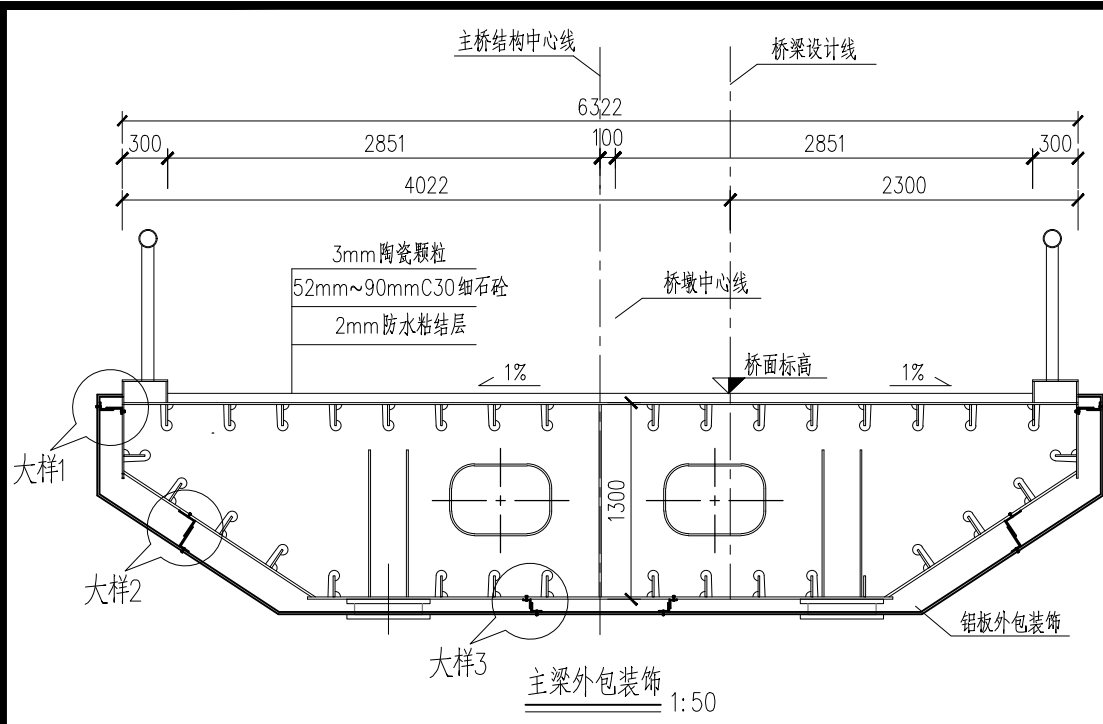 主桥结构中心线
桥梁设计线
6322
300
2851
100
2851
300
4022
2300
3mm陶瓷颗粒
52mm~90mmC30细石砼
2mm防水粘结层
桥墩中心线
1%
桥面标高
1%
大样1
1300
大样2
大样3
铝板外包装饰
主梁外包装饰 1:50